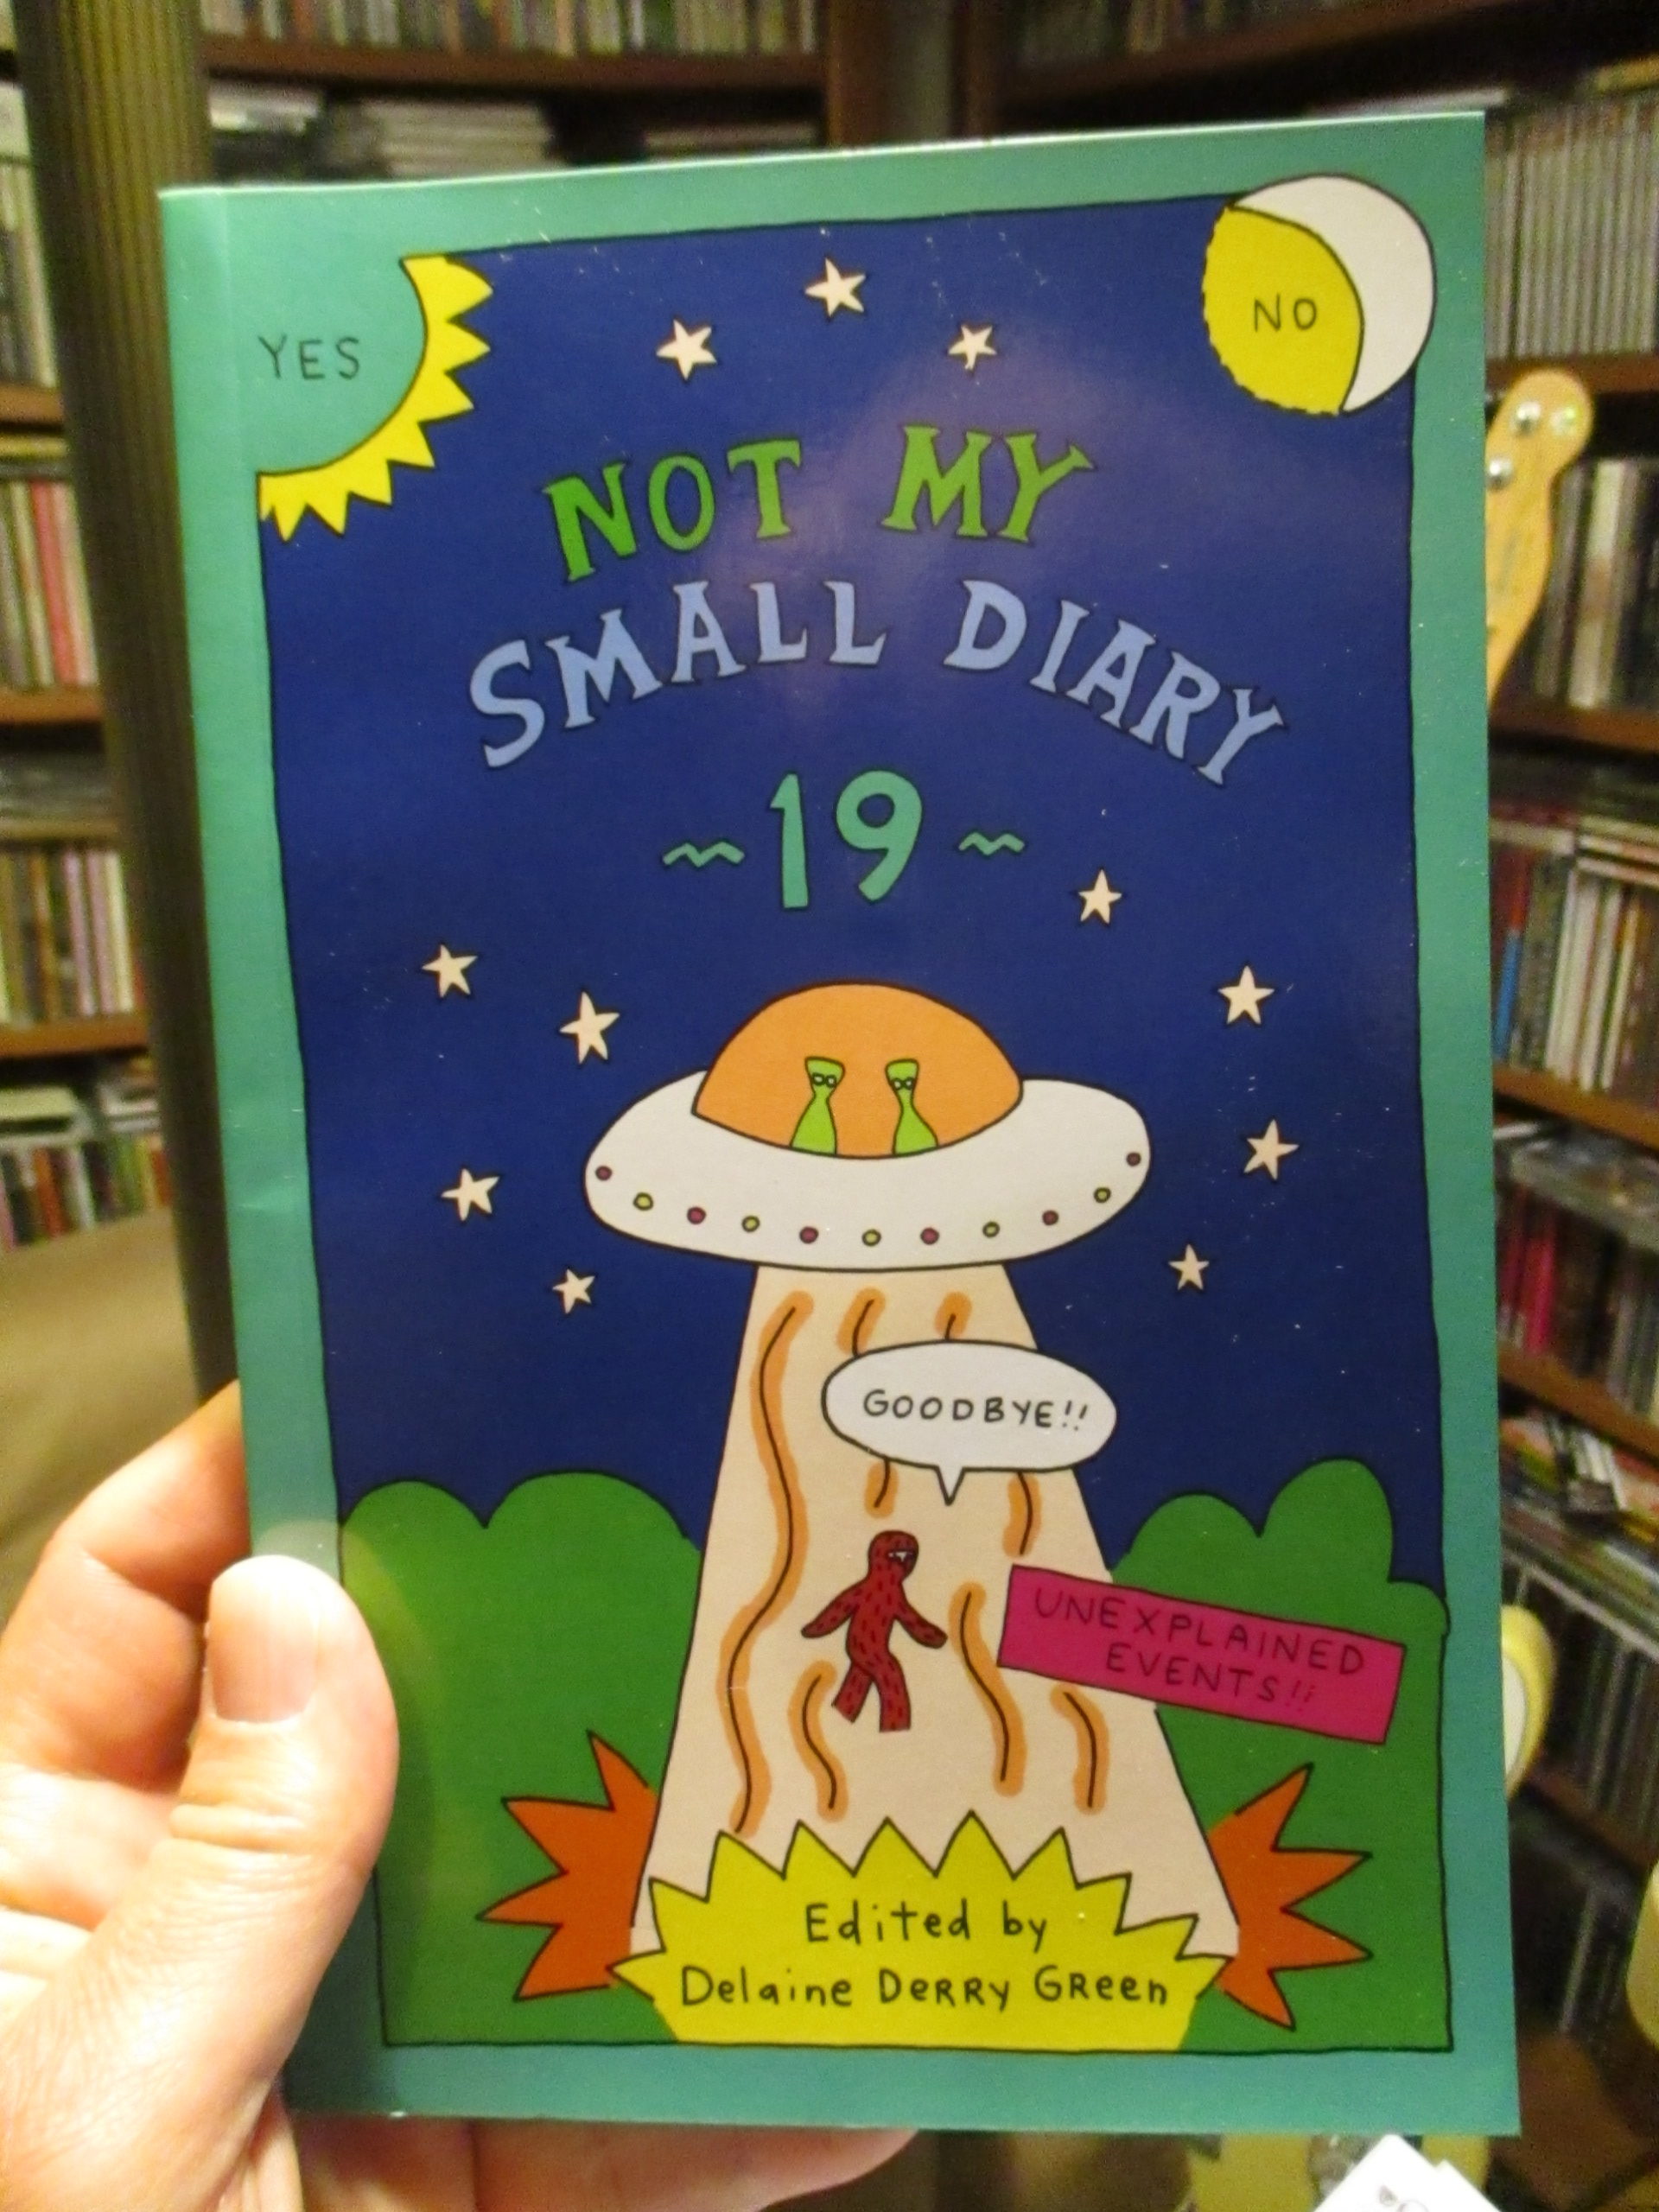 YES
NO
NOT MY
SMALL DIARY
~19~
GOODBYE!!
UNEXPLAINED
EVENTS!!
Edited by
Delaine DERRY GReen